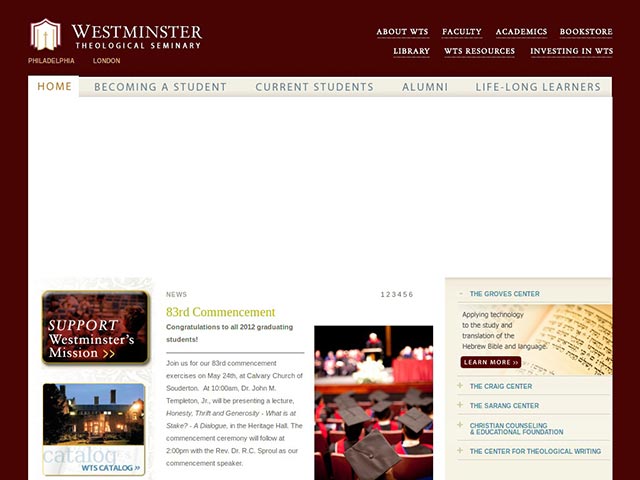 WESTMINSTER
THEOLOGICAL SEMINARY
PHILADELPHIA LONDON
ABOUT WTS FACULTY ACADEMICS BOOKSTORE
LIBRARY WTS RESOURCES INVESTING IN WTS
HOME BECOMING A STUDENT CURRENT STUDENTS ALUMNI LIFE-LONG LEARNERS
SUPPORT
Westminster's
Mission >>
catalog
WTS CATALOG >>
NEWS 1 2 3 4 5 6
83rd Commencement
Congratulations to all 2012 graduating
students!
Join us for our 83rd commencement
exercises on May 24th, at Calvary Church of
Souderton. At 10:00am, Dr. John M.
Templeton, Jr., will be presenting a lecture,
Honesty, Thrift and Generosity - What is at
Stake? - A Dialogue, in the Heritage Hall. The
commencement ceremony will follow at
2:00pm with the Rev. Dr. R.C. Sproul as our
commencement speaker.
– THE GROVES CENTER
Applying technology
to the study and
translation of the
Hebrew Bible and language.
LEARN MORE >>
+ THE CRAIG CENTER
+ THE SARANG CENTER
+ CHRISTIAN COUNSELING
& EDUCATIONAL FOUNDATION
+ THE CENTER FOR THEOLOGICAL WRITING